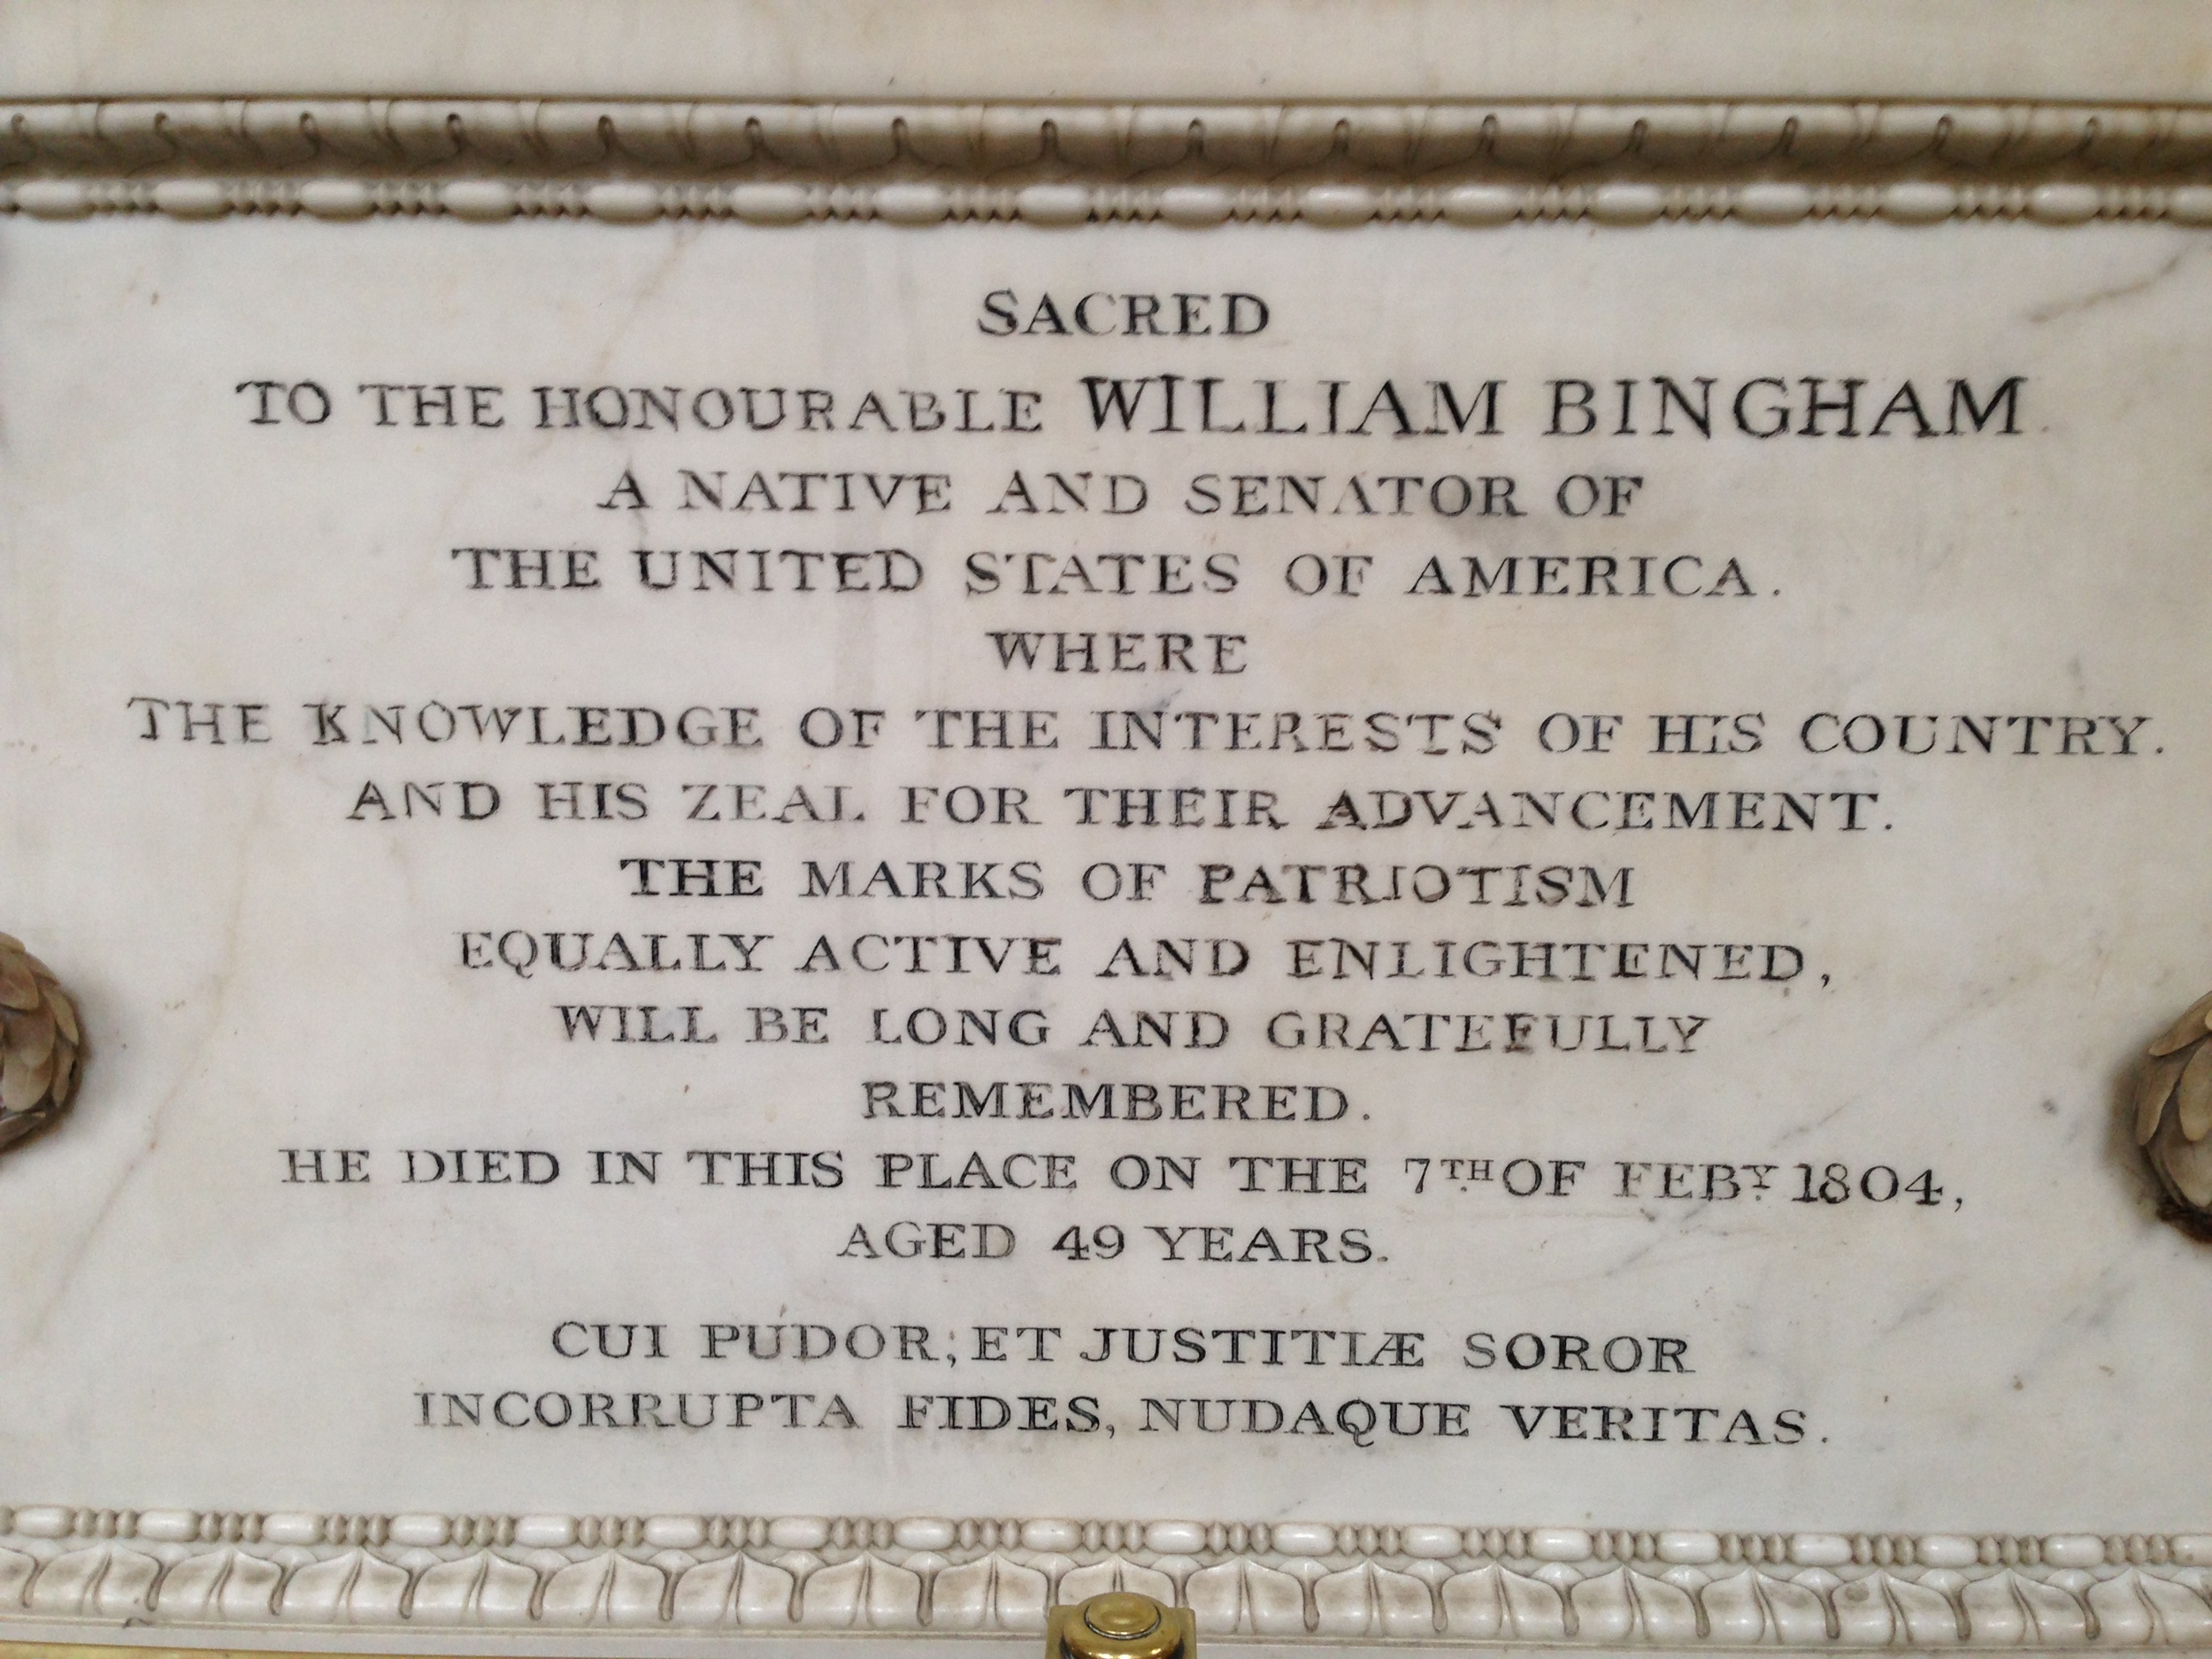 SACRED
TO THE HONOURABLE WILLIAM BINGHAM.
A NATIVE AND SENATOR OF
THE UNITED STATES OF AMERICA.
WHERE
THE KNOWLEDGE OF THE INTERESTS OF HIS COUNTRY.
AND HIS ZEAL FOR THEIR ADVANCEMENT.
THE MARKS OF PATRIOTISM
EQUALLY ACTIVE AND ENLIGHTENED,
WILL BE LONG AND GRATEFULLY
REMEMBERED.
HE DIED IN THIS PLACE ON THE 7TH OF FEBY 1804,
AGED 49 YEARS.
CUI PUDOR; ET JUSTITIÆ SOROR
INCORRUPTA FIDES, NUDAQUE VERITAS.